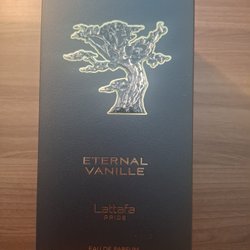 ETERNAL
VANILLE
Lattafa
PRIDE
EAU DE PARFUM